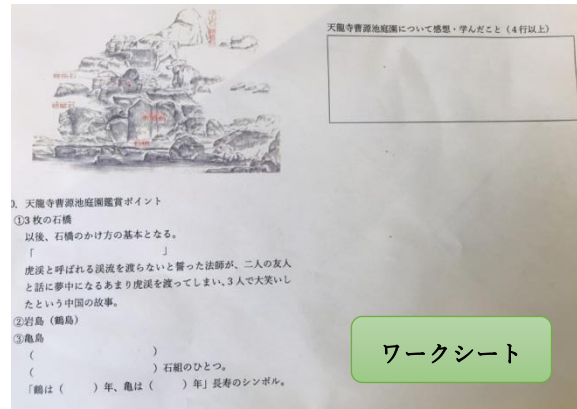 天龍寺曹源池庭園について感想・学んだこと（4行以上）
0. 天龍寺曹源池庭園鑑賞ポイント
①3枚の石橋
以後、石橋のかけ方の基本となる。
「　　　　　　　　　　　」
虎渓と呼ばれる渓流を渡らないと誓った法師が、二人の友人
と話に夢中になるあまり虎渓を渡ってしまい、3人で大笑いし
たという中国の故事。
②岩島（鶴島）
③亀島
（　　　　　　　　　　　）
（　　　　　　　　　　　）石組のひとつ。
「鶴は（　　　）年、亀は（　　　）年」長寿のシンボル。
ワークシート